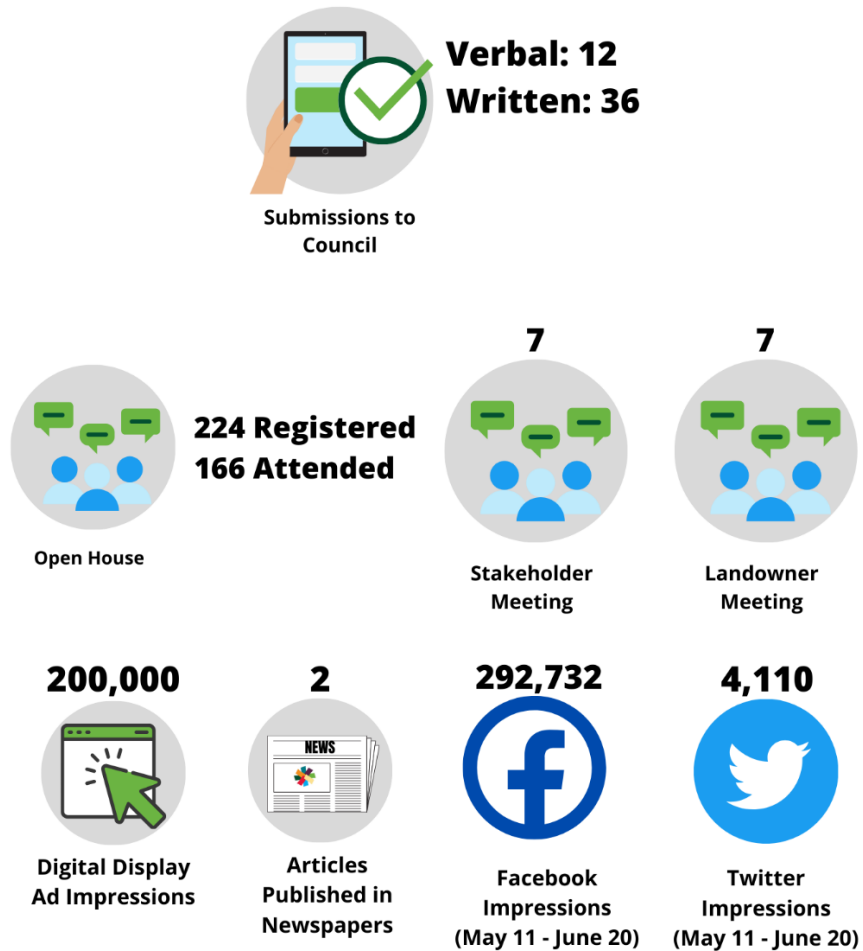 Verbal: 12
Written: 36
Submissions to
Council
224 Registered
166 Attended
Open House
7
Stakeholder
Meeting
7
Landowner
Meeting
200,000
Digital Display
Ad Impressions
2
NEWS
Articles
Published in
Newspapers
292,732
Facebook
Impressions
(May 11 - June 20)
4,110
Twitter
Impressions
(May 11 - June 20)